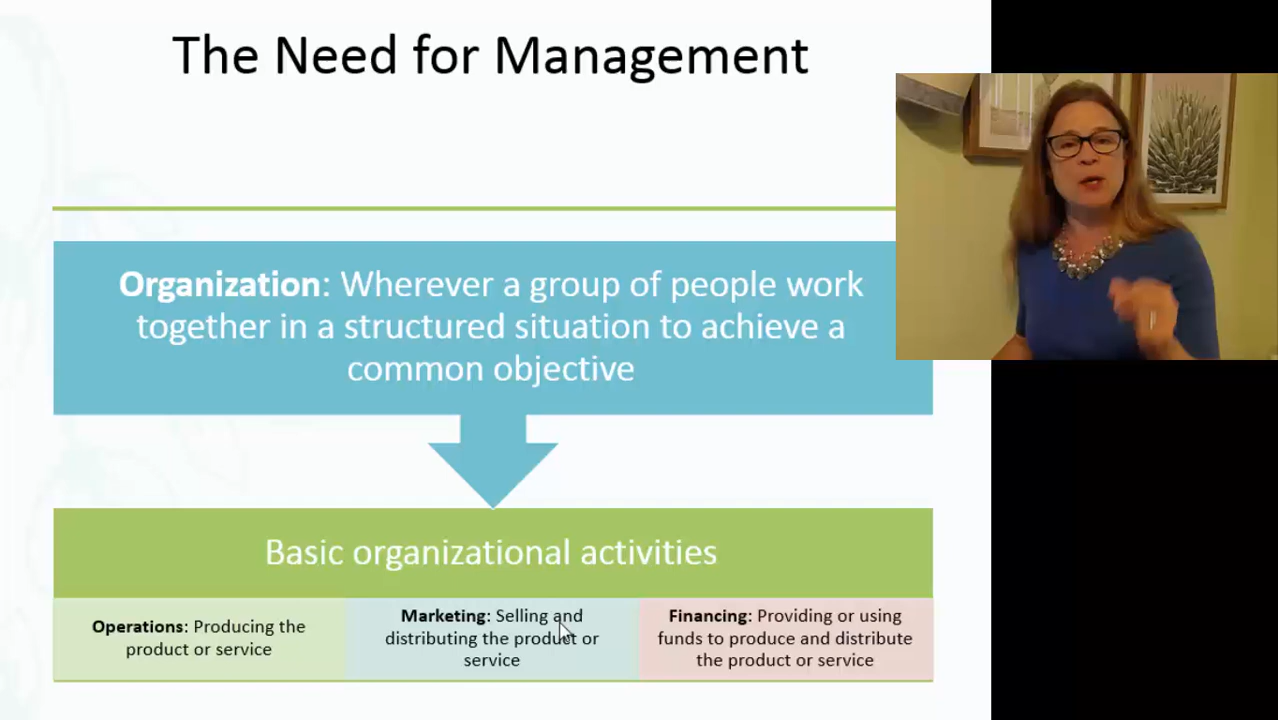 The Need for Management
Organization: Wherever a group of people work
together in a structured situation to achieve a
common objective
Basic organizational activities
Operations: Producing the
product or service
Marketing: Selling and
distributing the product or
service
Financing: Providing or using
funds to produce and distribute
the product or service